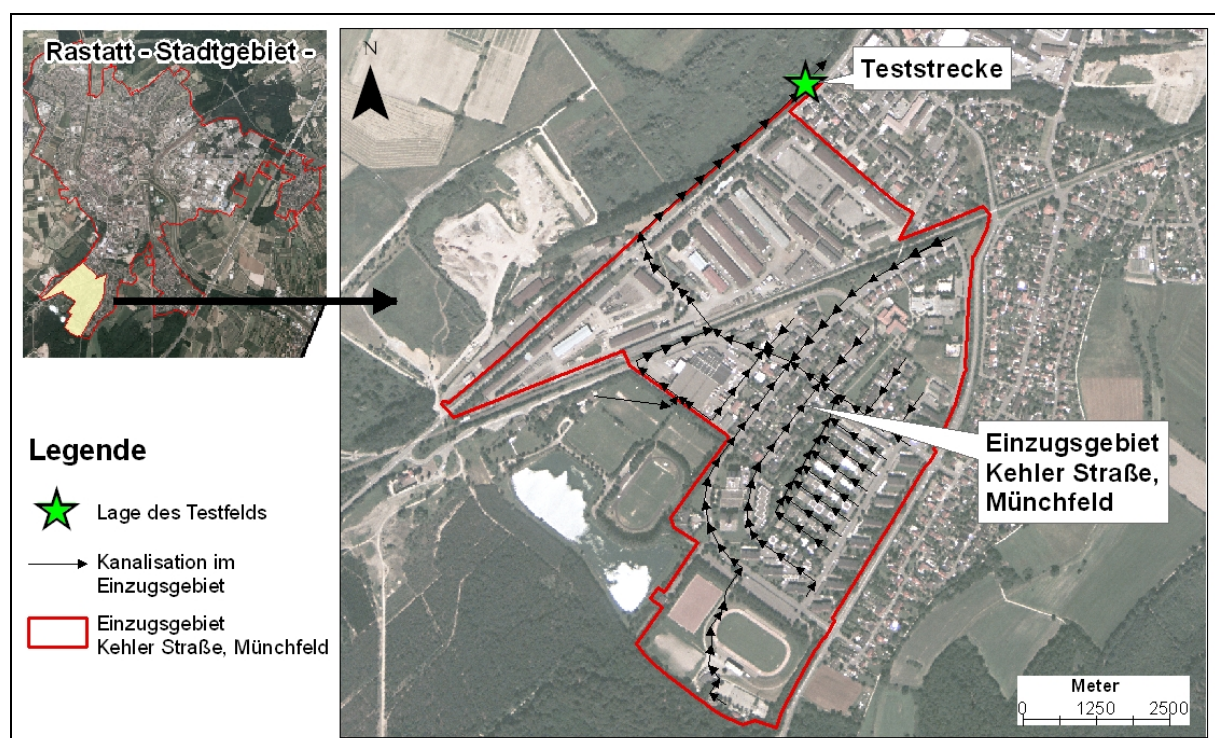 Rastatt - Stadtgebiet -
N
Teststrecke
Einzugsgebiet
Kehler Straße,
Münchfeld
Legende
Lage des Testfelds
Kanalisation im
Einzugsgebiet
Einzugsgebiet
Kehler Straße, Münchfeld
Meter
0 1250 2500